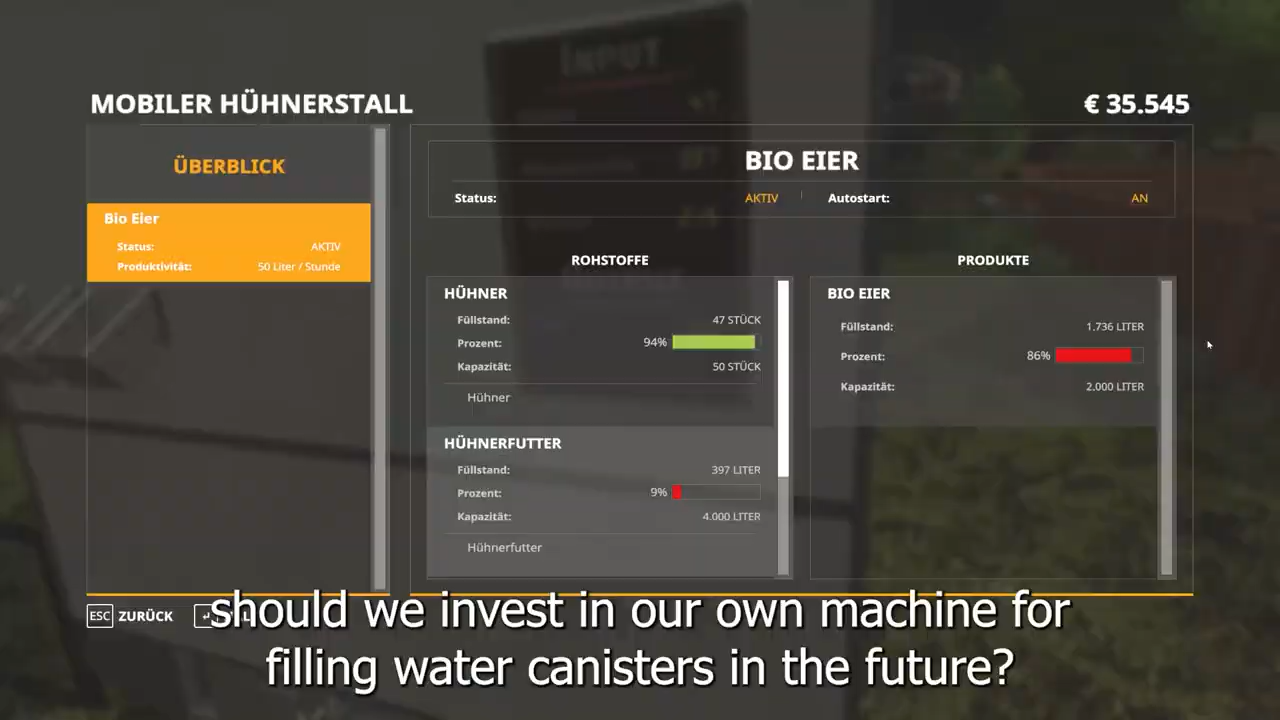 INPUT
MOBILER HÜHNERSTALL
€ 35.545
ÜBERBLICK
Bio Eier
Status: AKTIV
Produktivität: 50 Liter / Stunde
BIO EIER
Status: AKTIV
Autostart: AN
ROHSTOFFE
HÜHNER
Füllstand: 47 STÜCK
Prozent: 94%
Kapazität: 50 STÜCK
Hühner
HÜHNERFUTTER
Füllstand: 397 LITER
Prozent: 9%
Kapazität: 4.000 LITER
Hühnerfutter
PRODUKTE
BIO EIER
Füllstand: 1.736 LITER
Prozent: 86%
Kapazität: 2.000 LITER
ESC ZURÜCK
should we invest in our own machine for
filling water canisters in the future?